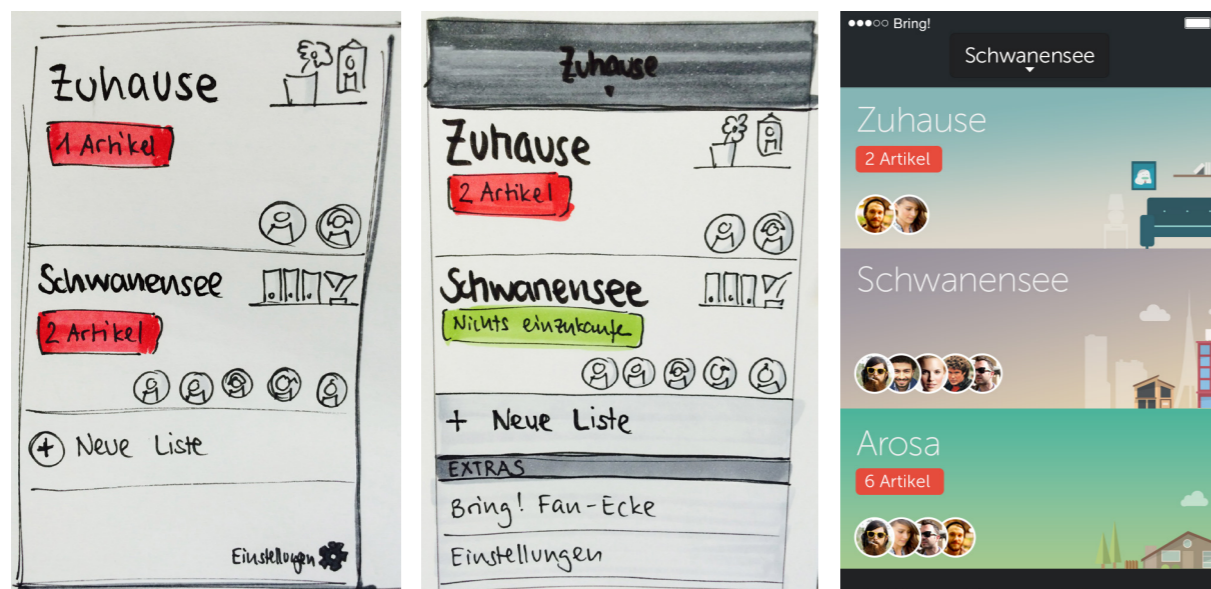 Zuhause
1 Artikel
Schwanensee
2 Artikel
+ Neue Liste
Einstellungen
Zuhause
Zuhause
2 Artikel
Schwanensee
Nichts einzukaufe
+ Neue Liste
EXTRAS
Bring! Fan-Ecke
Einstellungen
Bring!
Schwanensee
Zuhause
2 Artikel
Schwanensee
Arosa
6 Artikel